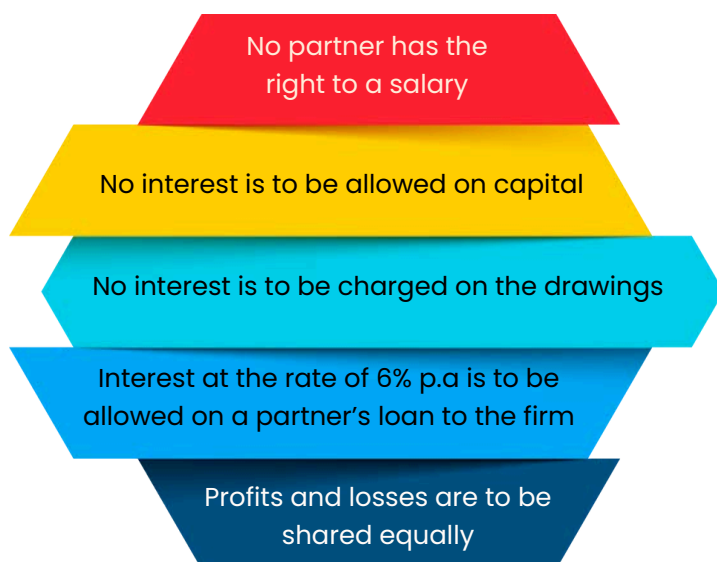 No partner has the
right to a salary
No interest is to be allowed on capital
No interest is to be charged on the drawings
Interest at the rate of 6% p.a is to be
allowed on a partner's loan to the firm
Profits and losses are to be
shared equally